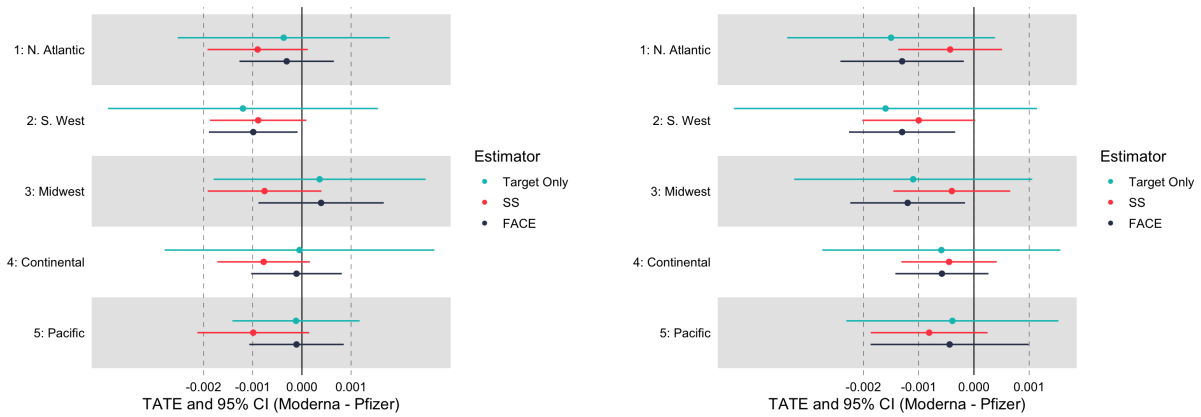 1: N. Atlantic
2: S. West
3: Midwest
4: Continental
5: Pacific
-0.002 -0.001 0.000 0.001
TATE and 95% CI (Moderna - Pfizer)
Estimator
Target Only
SS
FACE
1: N. Atlantic
2: S. West
3: Midwest
4: Continental
5: Pacific
-0.002 -0.001 0.000 0.001
TATE and 95% CI (Moderna - Pfizer)
Estimator
Target Only
SS
FACE